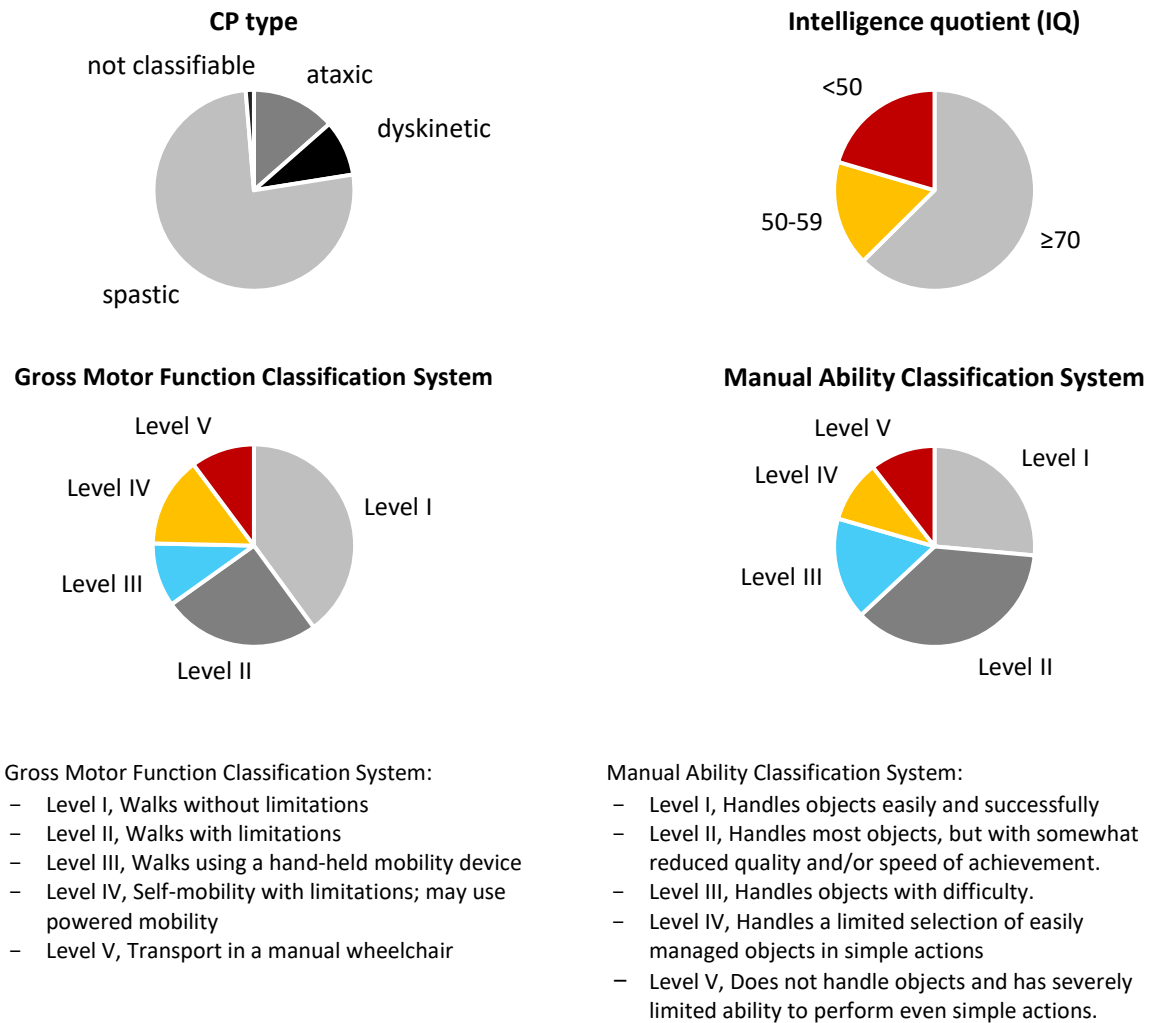 CP type
not classifiable
ataxic
dyskinetic
spastic
Intelligence quotient (IQ)
<50
50-59
≥70
Gross Motor Function Classification System
Level V
Level IV
Level I
Level III
Level II
Manual Ability Classification System
Level V
Level I
Level IV
Level III
Level II
Gross Motor Function Classification System:
− Level I, Walks without limitations
− Level II, Walks with limitations
− Level III, Walks using a hand-held mobility device
− Level IV, Self-mobility with limitations; may use
powered mobility
− Level V, Transport in a manual wheelchair
Manual Ability Classification System:
− Level I, Handles objects easily and successfully
− Level II, Handles most objects, but with somewhat
reduced quality and/or speed of achievement.
− Level III, Handles objects with difficulty.
− Level IV, Handles a limited selection of easily
managed objects in simple actions
− Level V, Does not handle objects and has severely
limited ability to perform even simple actions.